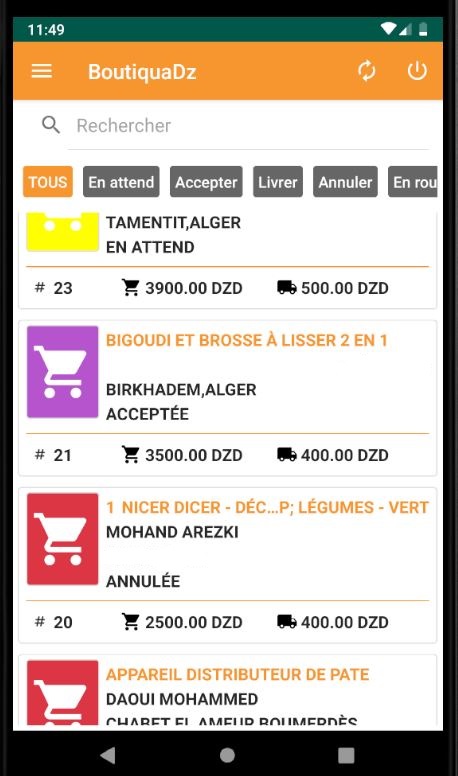 11:49
BoutiquaDz
Rechercher
TOUS En attend Accepter Livrer Annuler En rou
TAMENTIT,ALGER
EN ATTEND
# 23 3900.00 DZD 500.00 DZD
BIGOUDI ET BROSSE À LISSER 2 EN 1
BIRKHADEM,ALGER
ACCEPTÉE
# 21 3500.00 DZD 400.00 DZD
1 NICER DICER - DÉC...P; LÉGUMES - VERT
MOHAND AREZKI
ANNULÉE
# 20 2500.00 DZD 400.00 DZD
APPAREIL DISTRIBUTEUR DE PATE
DAOUI MOHAMMED
CHABET EL AMEUR,BOUMERDÈS